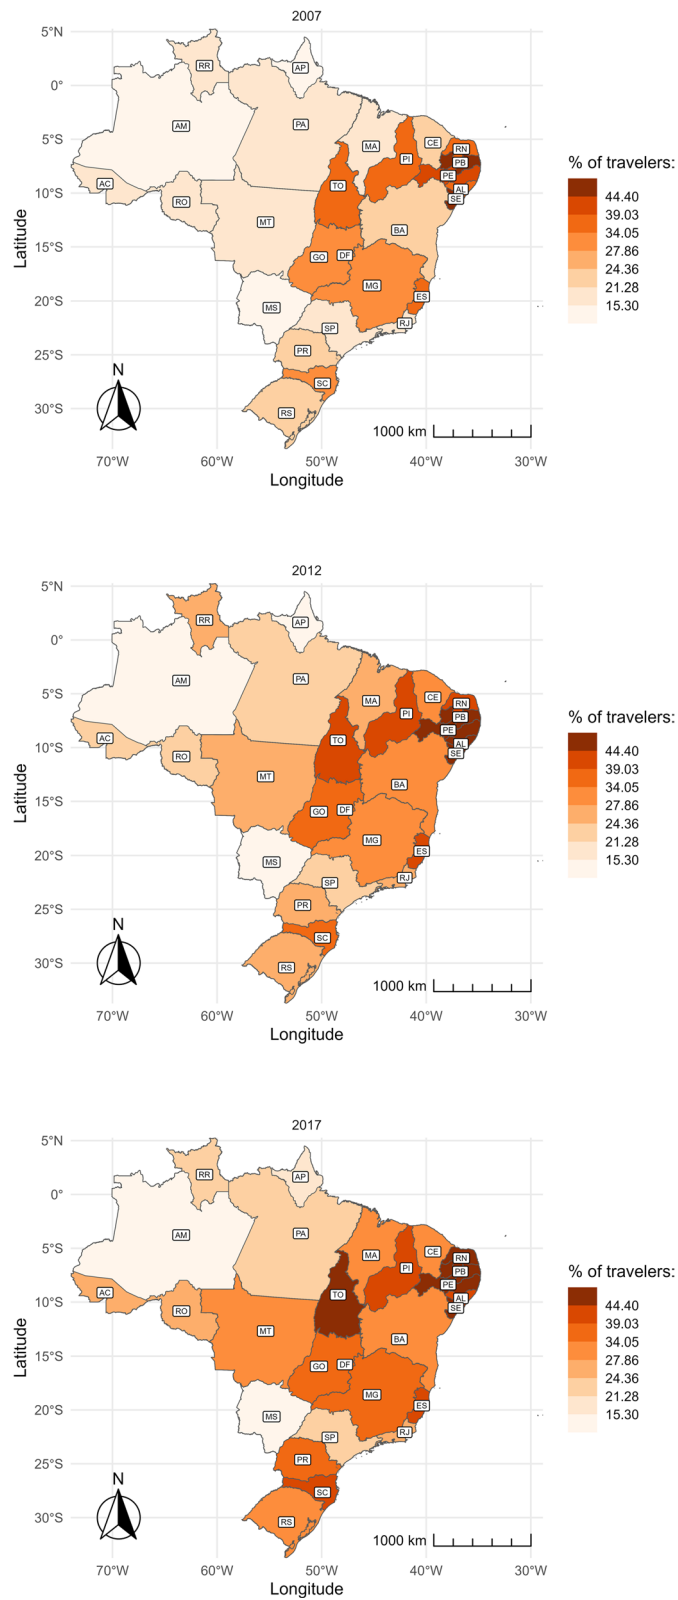 2007
5°N
0°
5°S
10°S
15°S
20°S
25°S
30°S
Latitude
RR
AP
AM
PA
MA
CE
RN
PB
PI
PE
AL
SE
AC
TO
RO
MT
BA
GO
DF
MG
ES
MS
SP
RJ
PR
SC
RS
N
1000 km
70°W 60°W 50°W 40°W 30°W
Longitude
% of travelers:
44.40
39.03
34.05
27.86
24.36
21.28
15.30
2012
5°N
0°
5°S
10°S
15°S
20°S
25°S
30°S
Latitude
RR
AP
AM
PA
MA
CE
RN
PB
PI
PE
AL
SE
AC
TO
RO
MT
BA
GO
DF
MG
ES
MS
SP
RJ
PR
SC
RS
N
1000 km
70°W 60°W 50°W 40°W 30°W
Longitude
% of travelers:
44.40
39.03
34.05
27.86
24.36
21.28
15.30
2017
5°N
0°
5°S
10°S
15°S
20°S
25°S
30°S
Latitude
RR
AP
AM
PA
MA
CE
RN
PB
PI
PE
AL
SE
AC
TO
RO
MT
BA
GO
DF
MG
ES
MS
SP
RJ
PR
SC
RS
N
1000 km
70°W 60°W 50°W 40°W 30°W
Longitude
% of travelers:
44.40
39.03
34.05
27.86
24.36
21.28
15.30